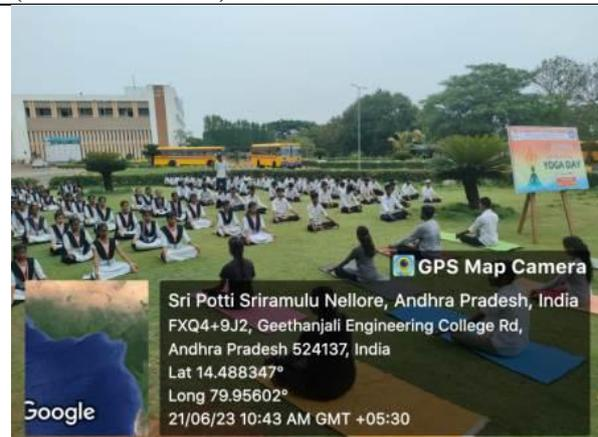 YOGA DAY
GPS Map Camera
Sri Potti Sriramulu Nellore, Andhra Pradesh, India
FXQ4+9J2, Geethanjali Engineering College Rd,
Andhra Pradesh 524137, India
Lat 14.488347°
Long 79.95602°
21/06/23 10:43 AM GMT +05:30
Google